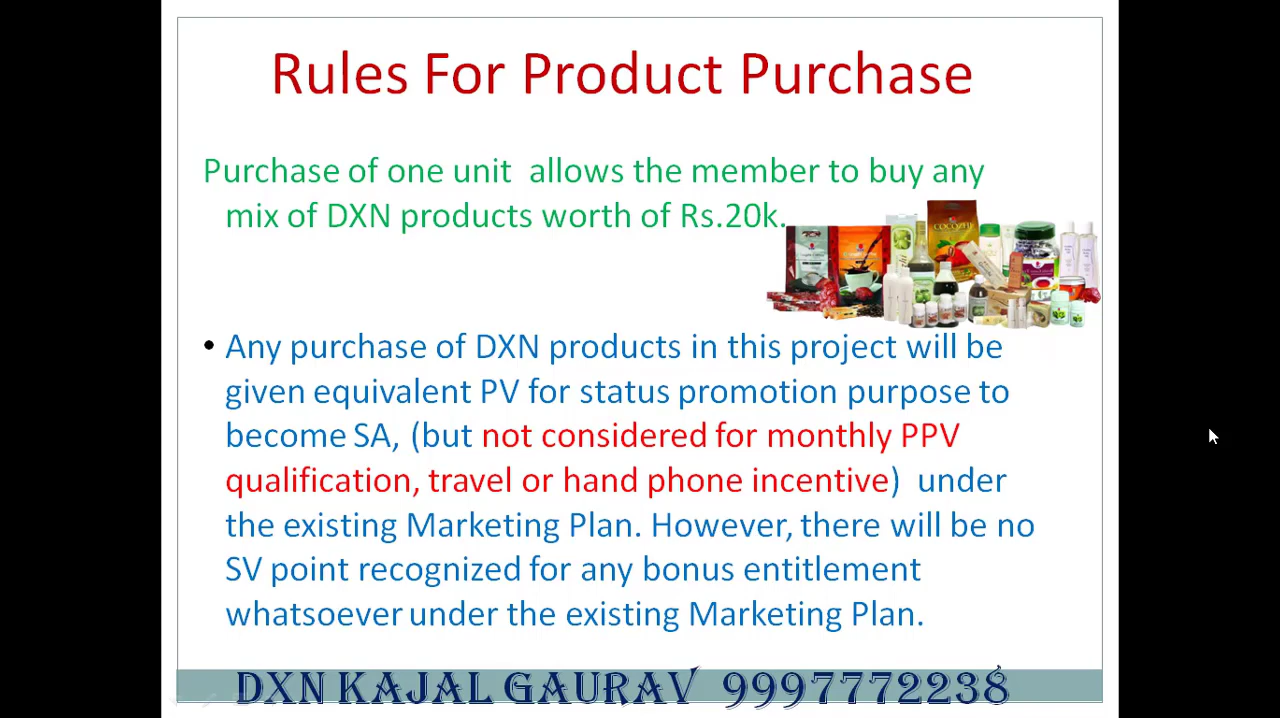 Rules For Product Purchase
Purchase of one unit allows the member to buy any
mix of DXN products worth of Rs.20k.
COCOZHI
• Any purchase of DXN products in this project will be
given equivalent PV for status promotion purpose to
become SA, (but not considered for monthly PPV
qualification, travel or hand phone incentive) under
the existing Marketing Plan. However, there will be no
SV point recognized for any bonus entitlement
whatsoever under the existing Marketing Plan.
DXN KAJAL GAURAV 9997772238